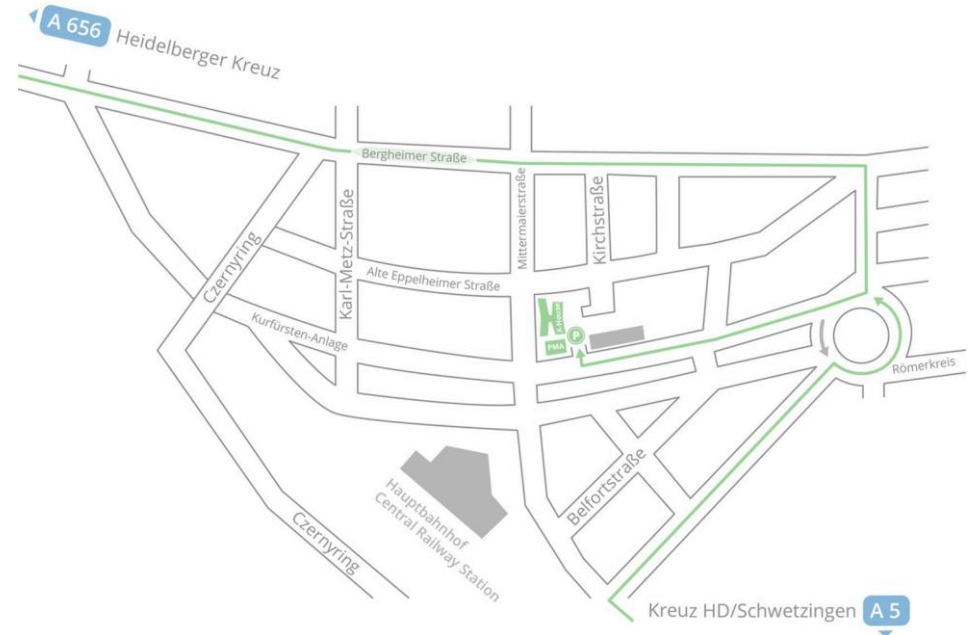 A 656
Heidelberger Kreuz
Bergheimer Straße
Mittermaierstraße
Kirchstraße
Karl-Metz-Straße
Czernyring
Alte Eppelheimer Straße
Kurfürsten-Anlage
P
PMA
Römerkreis
Belfortstraße
Hauptbahnhof
Central Railway Station
Czernyring
Kreuz HD/Schwetzingen
A 5